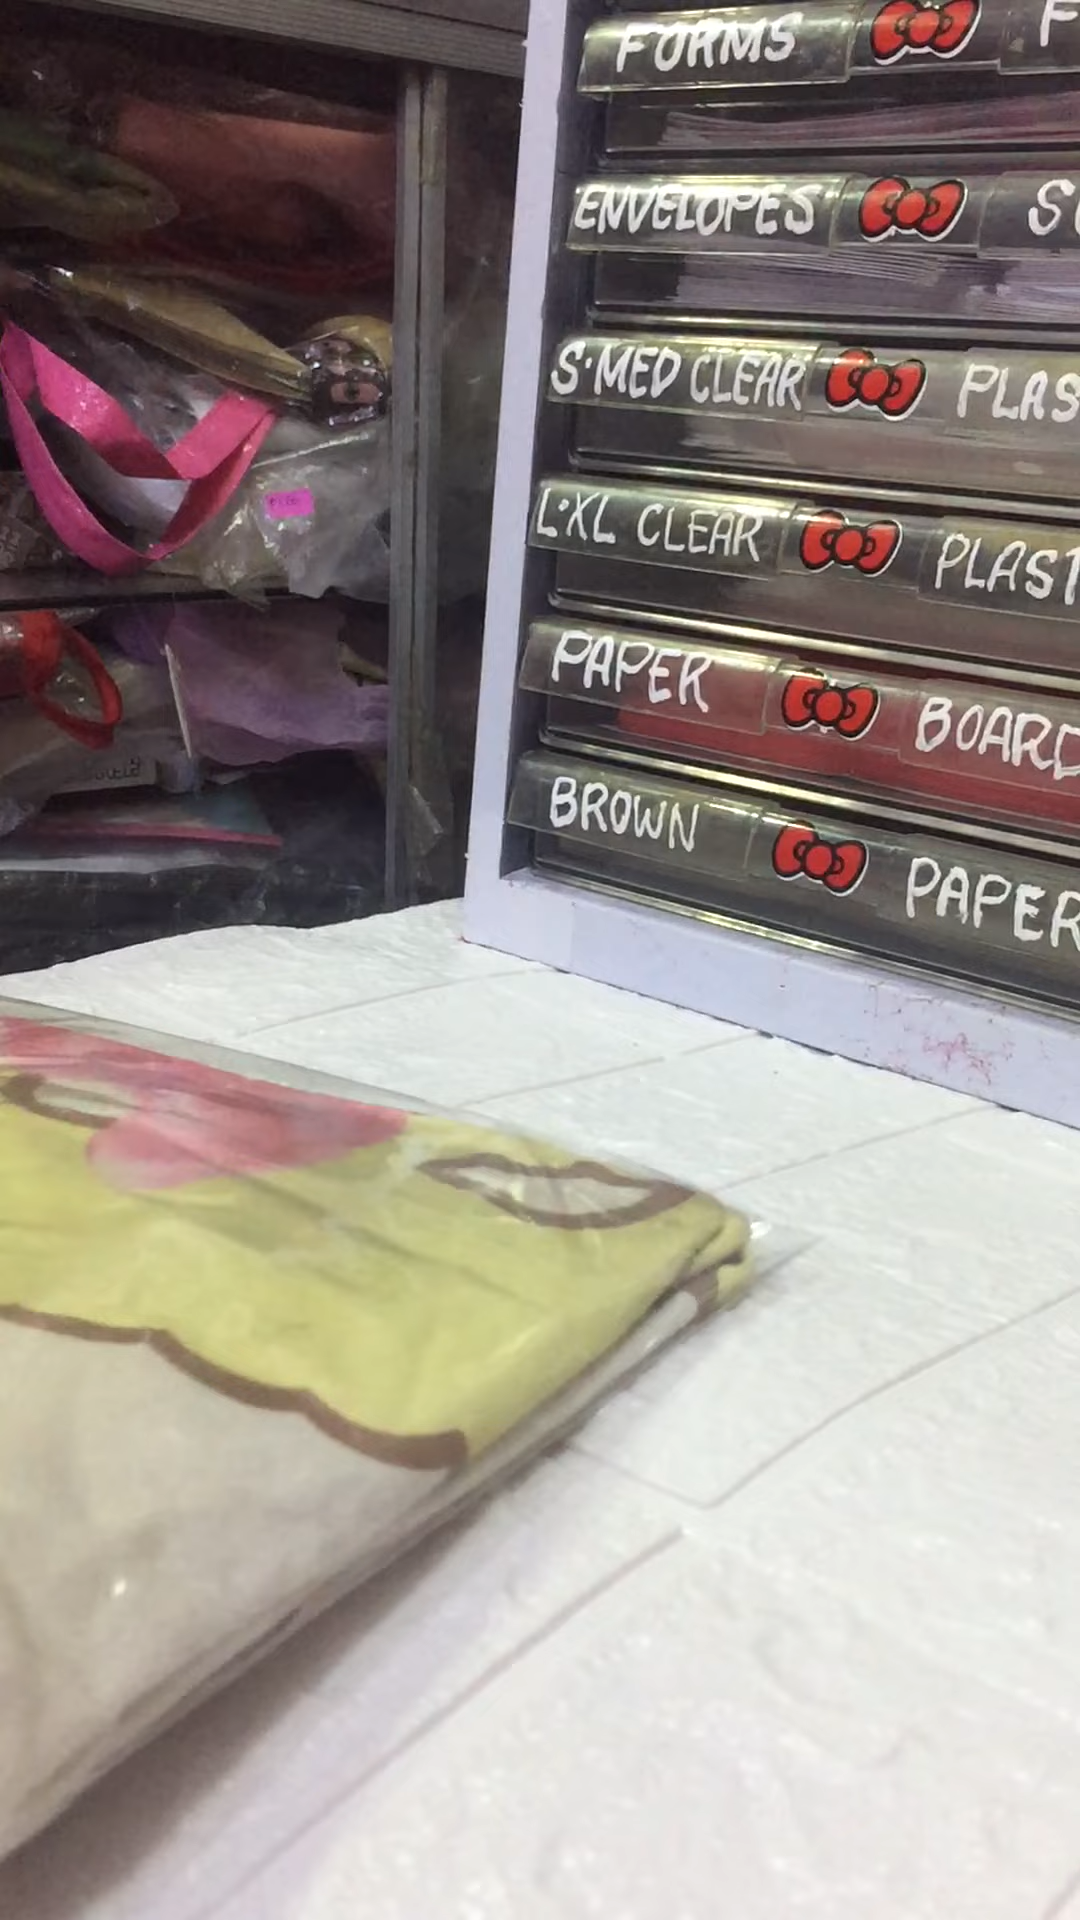 FORMS F
ENVELOPES S
S·MED CLEAR PLAS
L·XL CLEAR PLAST
PAPER BOARD
BROWN PAPER